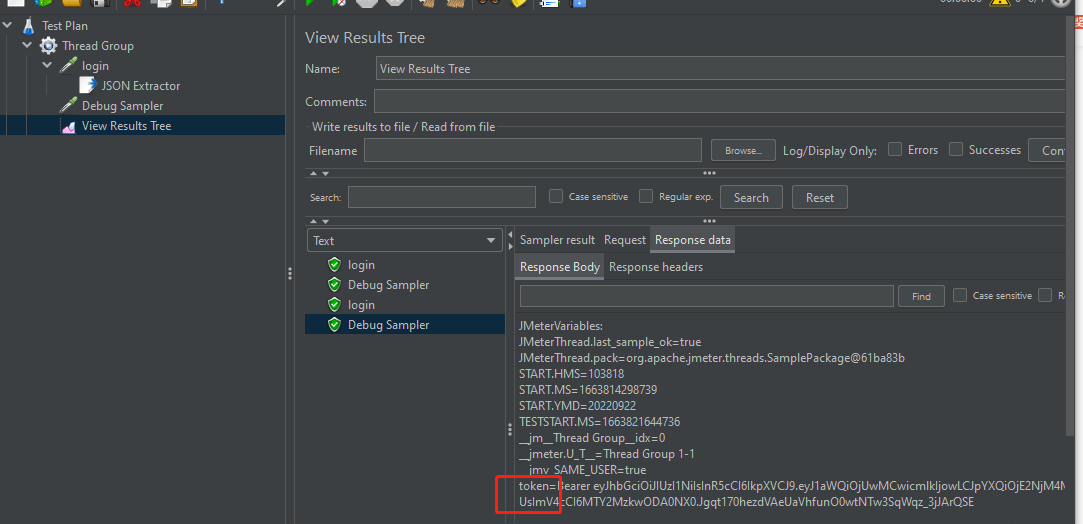 Test Plan
Thread Group
login
JSON Extractor
Debug Sampler
View Results Tree
View Results Tree
Name: View Results Tree
Comments:
Write results to file / Read from file
Filename Browse... Log/Display Only: Errors Successes Con
Search: Case sensitive Regular exp. Search Reset
Text
login
Debug Sampler
login
Debug Sampler
Sampler result Request Response data
Response Body Response headers
Find Case sensitive Re
JMeterVariables:
JMeterThread.last_sample_ok=true
JMeterThread.pack=org.apache.jmeter.threads.SamplePackage@61ba83b
START.HMS=103818
START.MS=1663814298739
START.YMD=20220922
TESTSTART.MS=1663821644736
__jm__Thread Group__idx=0
__jmeter.U_T__=Thread Group 1-1
__jmv_SAME_USER=true
token=Bearer